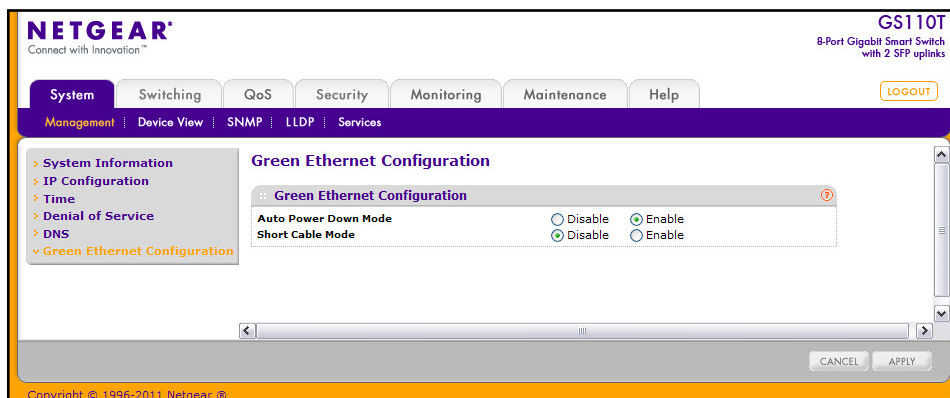 NETGEAR®
Connect with Innovation™
GS110T
8-Port Gigabit Smart Switch
with 2 SFP uplinks
System Switching QoS Security Monitoring Maintenance Help
LOGOUT
Management Device View SNMP LLDP Services
System Information
IP Configuration
Time
Denial of Service
DNS
Green Ethernet Configuration
Green Ethernet Configuration
Green Ethernet Configuration ?
Auto Power Down Mode Disable Enable
Short Cable Mode Disable Enable
CANCEL APPLY
Copyright © 1996-2011 Netgear ®